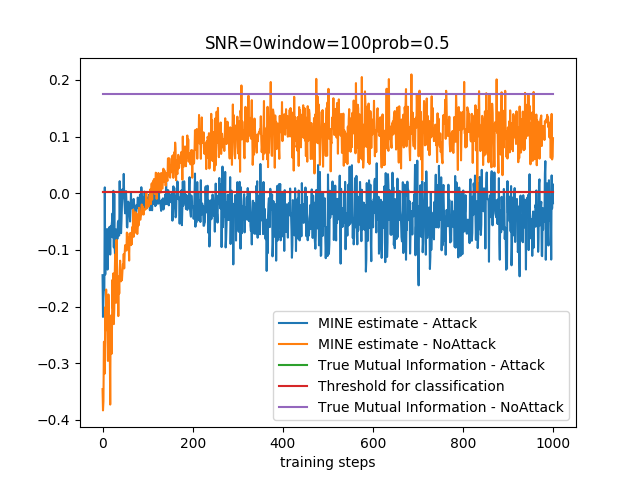 SNR=0window=100prob=0.5
0.2
0.1
0.0
−0.1
−0.2
−0.3
−0.4
MINE estimate - Attack
MINE estimate - NoAttack
True Mutual Information - Attack
Threshold for classification
True Mutual Information - NoAttack
0 200 400 600 800 1000
training steps